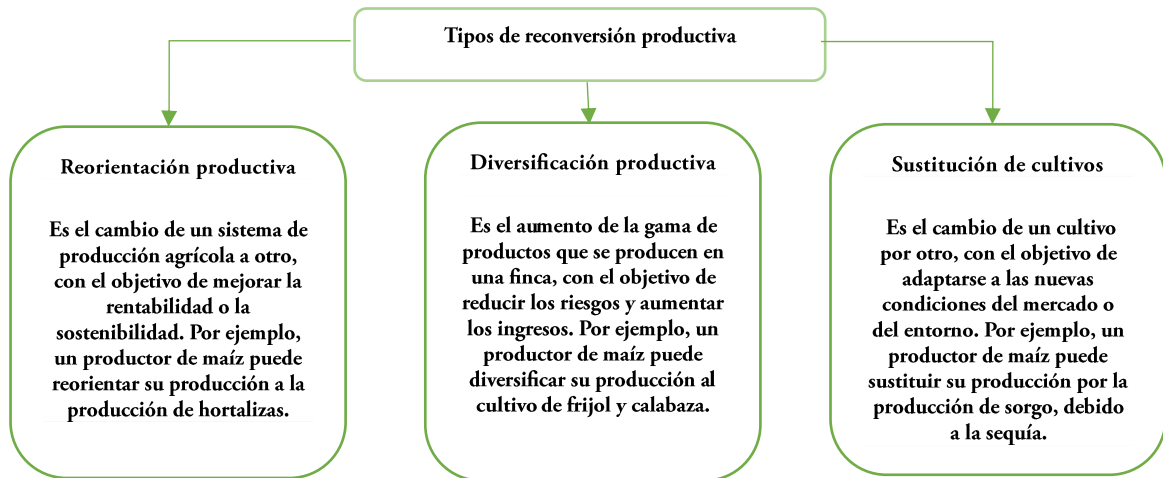 Tipos de reconversión productiva
Reorientación productiva
Es el cambio de un sistema de
producción agrícola a otro,
con el objetivo de mejorar la
rentabilidad o la
sostenibilidad. Por ejemplo,
un productor de maíz puede
reorientar su producción a la
producción de hortalizas.
Diversificación productiva
Es el aumento de la gama de
productos que se producen en
una finca, con el objetivo de
reducir los riesgos y aumentar
los ingresos. Por ejemplo, un
productor de maíz puede
diversificar su producción al
cultivo de frijol y calabaza.
Sustitución de cultivos
Es el cambio de un cultivo
por otro, con el objetivo de
adaptarse a las nuevas
condiciones del mercado o
del entorno. Por ejemplo, un
productor de maíz puede
sustituir su producción por la
producción de sorgo, debido
a la sequía.